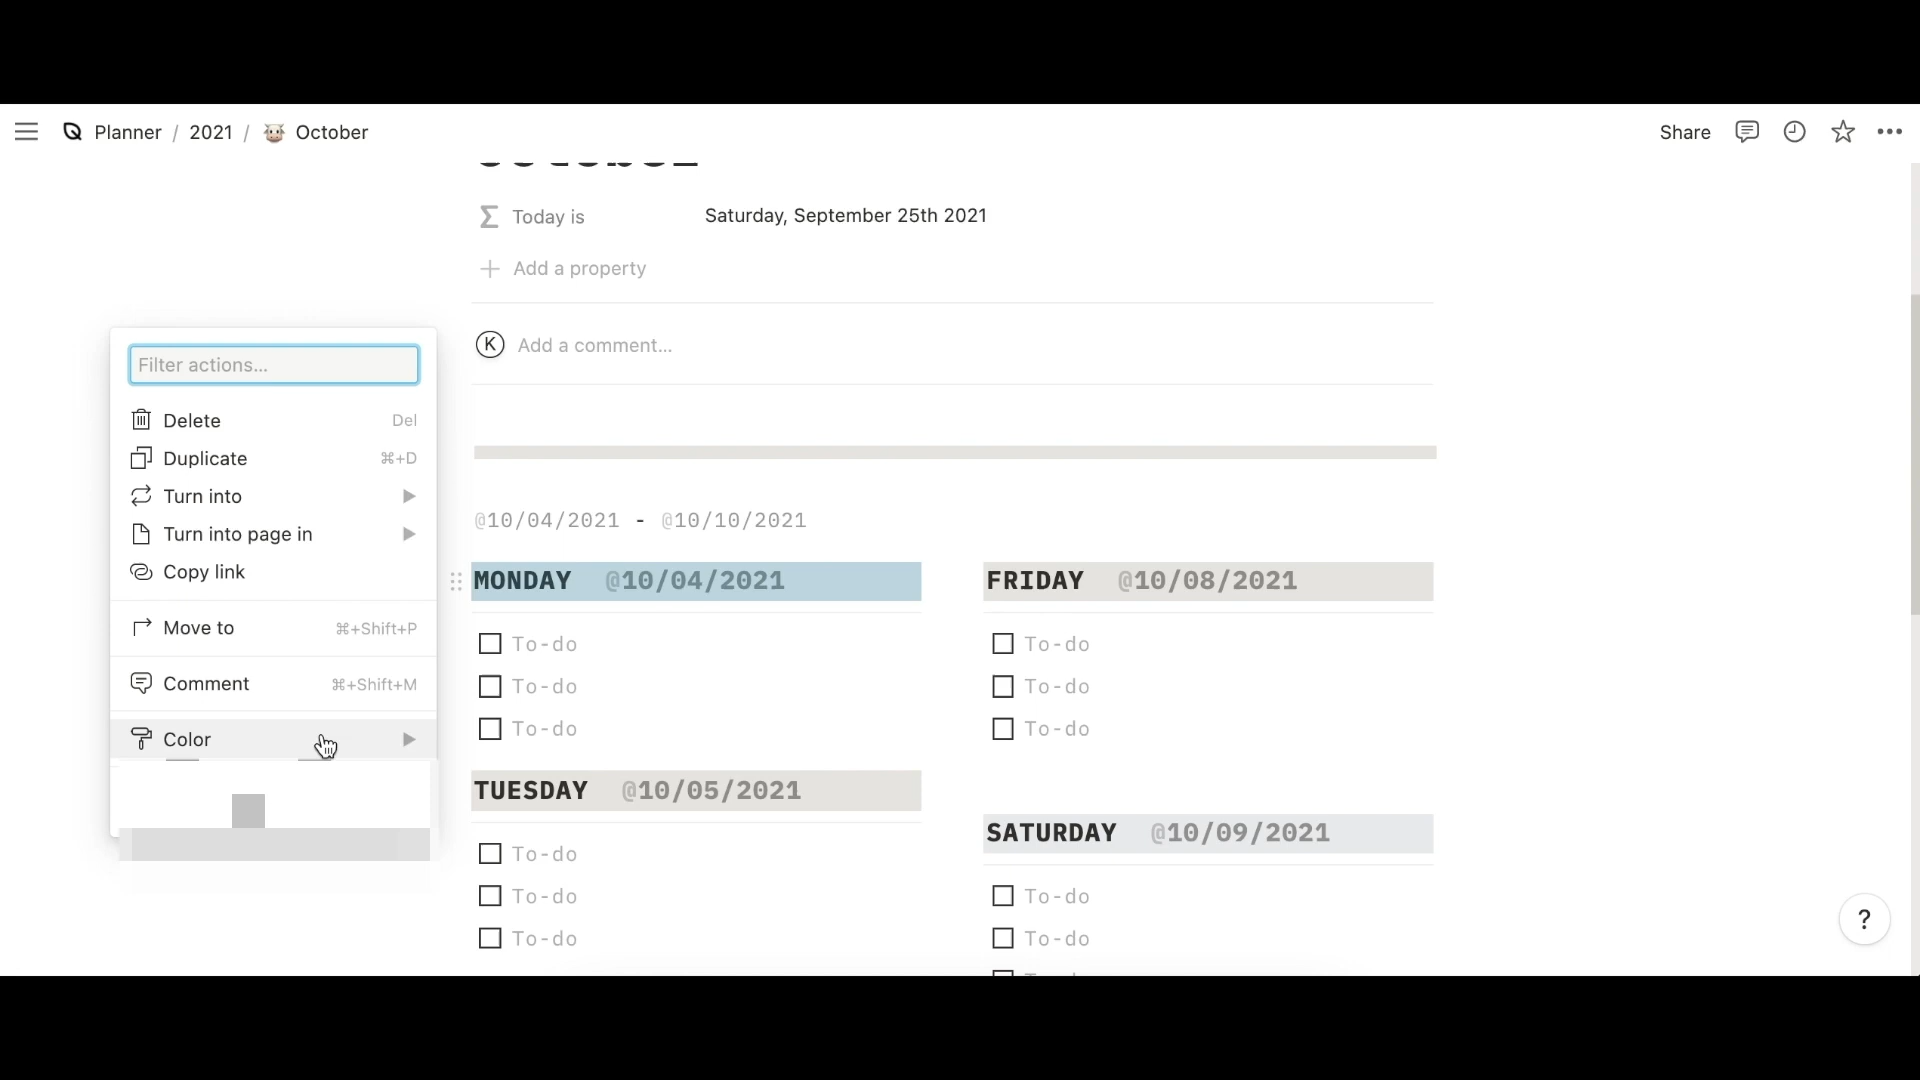 Planner / 2021 / October
Share
Today is Saturday, September 25th 2021
Add a property
K Add a comment...
Filter actions...
Delete Del
Duplicate ⌘+D
Turn into
Turn into page in
Copy link
Move to ⌘+Shift+P
Comment ⌘+Shift+M
Color
@10/04/2021 - @10/10/2021
MONDAY @10/04/2021
To-do
To-do
To-do
TUESDAY @10/05/2021
To-do
To-do
To-do
FRIDAY @10/08/2021
To-do
To-do
To-do
SATURDAY @10/09/2021
To-do
To-do
?